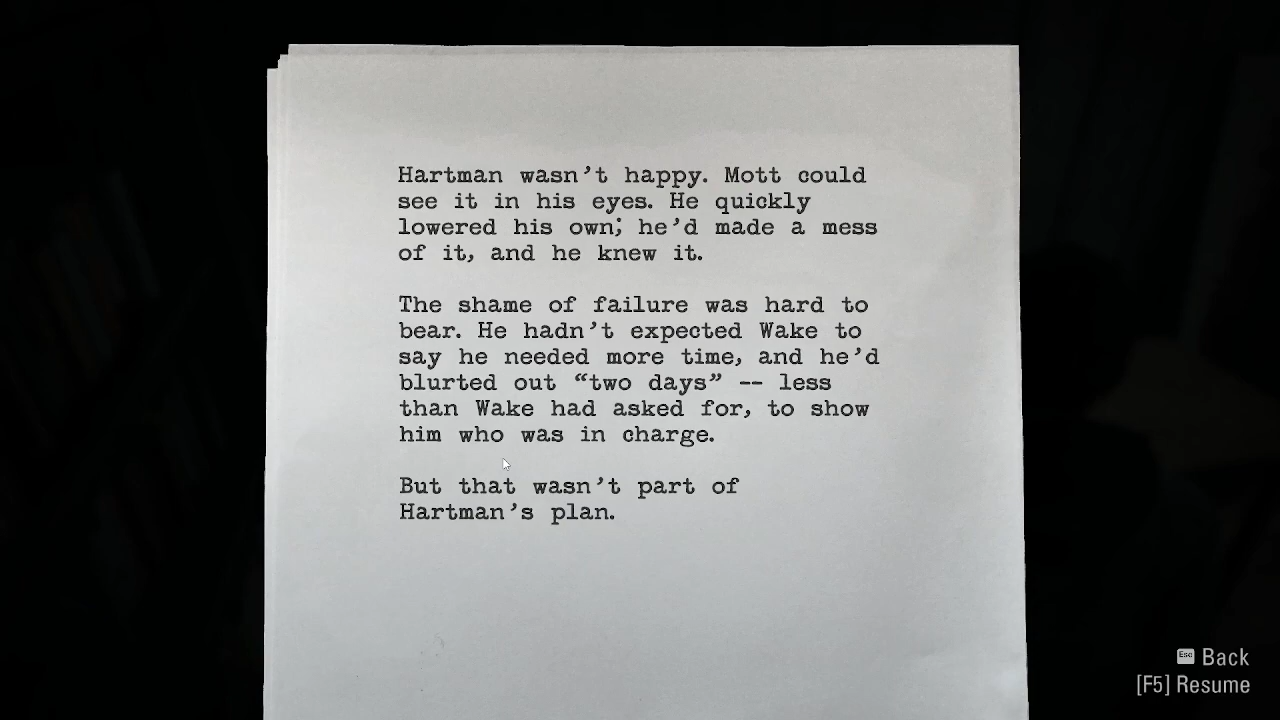 Hartman wasn’t happy. Mott could
see it in his eyes. He quickly
lowered his own; he’d made a mess
of it, and he knew it.
The shame of failure was hard to
bear. He hadn’t expected Wake to
say he needed more time, and he’d
blurted out “two days” -- less
than Wake had asked for, to show
him who was in charge.
But that wasn’t part of
Hartman’s plan.
Esc Back
[F5] Resume